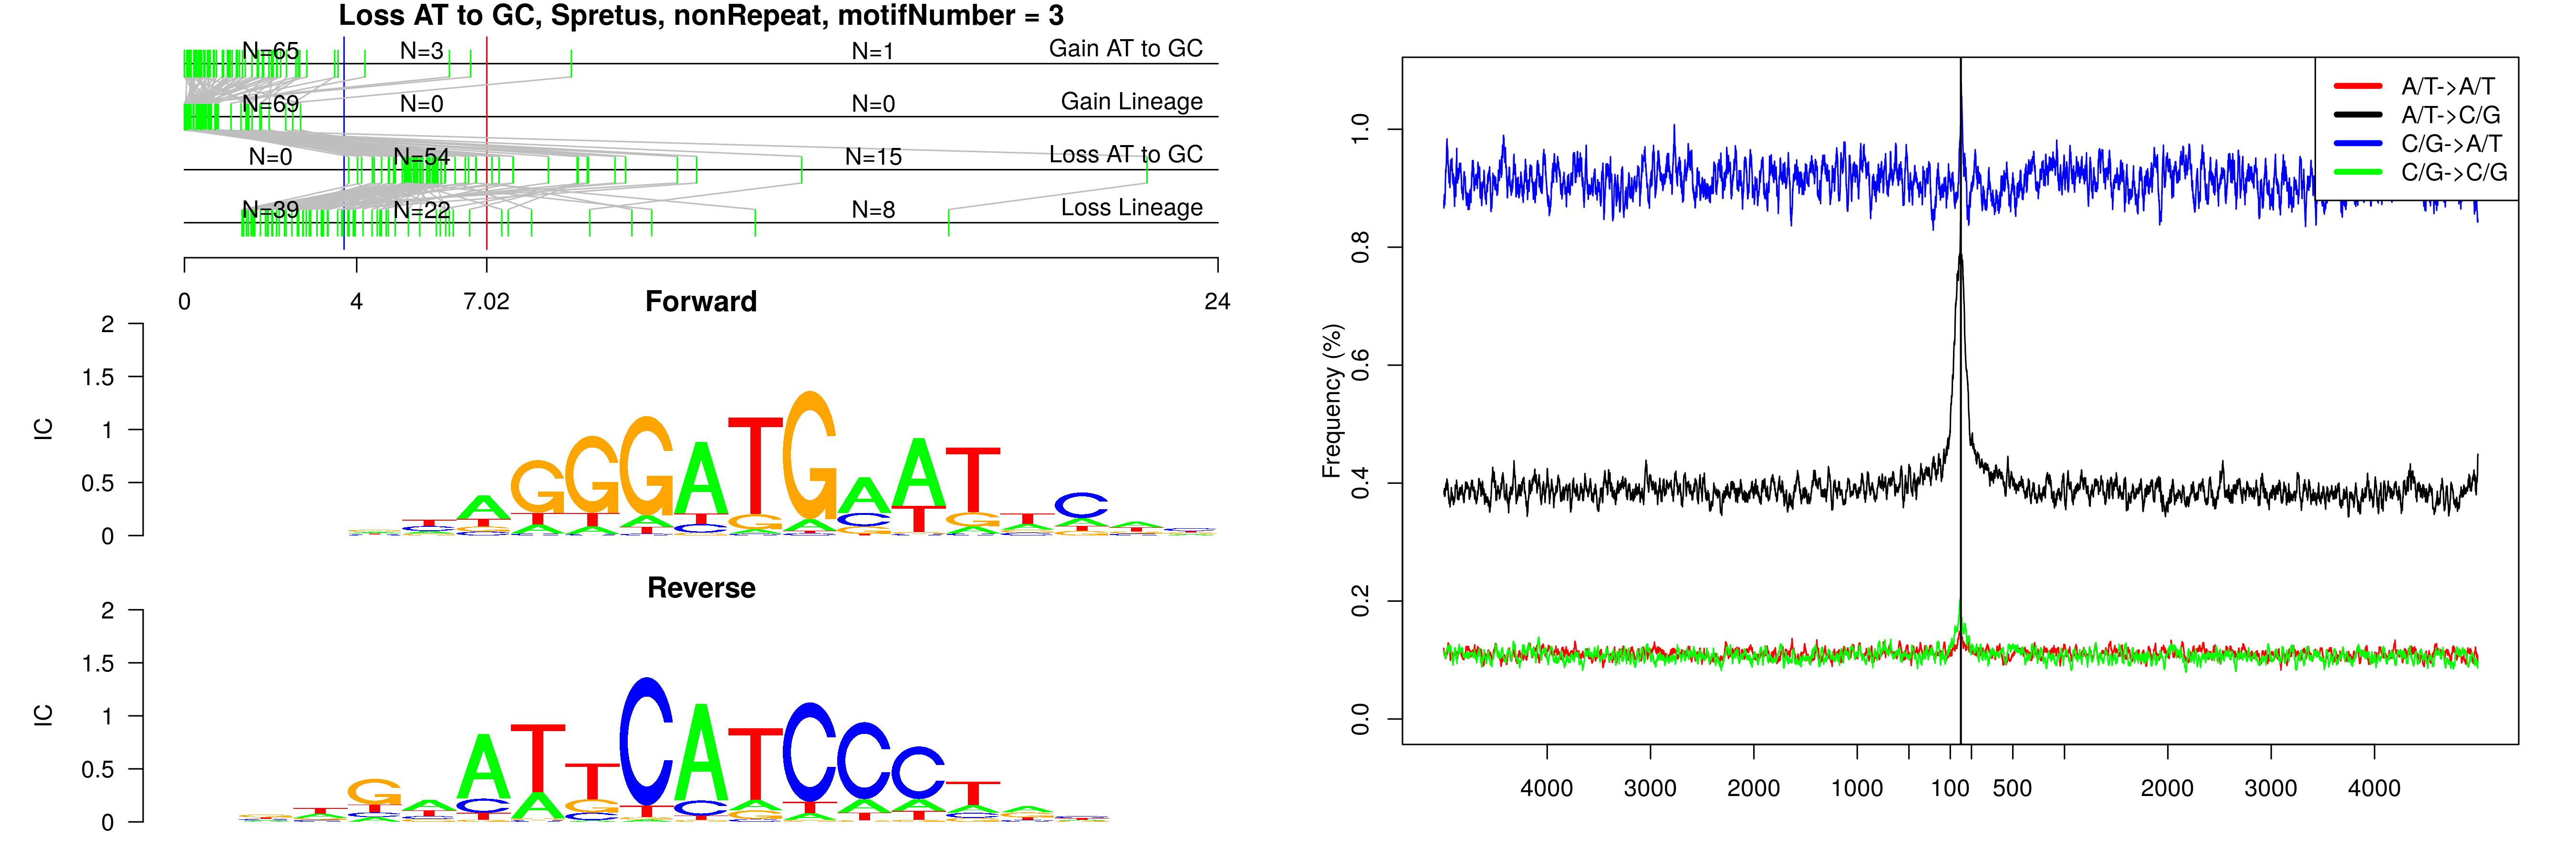 Loss AT to GC, Spretus, nonRepeat, motifNumber = 3
N=65 N=3 N=1 Gain AT to GC
N=69 N=0 N=0 Gain Lineage
N=0 N=54 N=15 Loss AT to GC
N=39 N=22 N=8 Loss Lineage
0 4 7.02 24
Forward
2
1.5
1
0.5
0
IC
AGGGATGAATC
Reverse
2
1.5
1
0.5
0
IC
GAATTCATCCCT
Frequency (%)
1.0
0.8
0.6
0.4
0.2
0.0
4000 3000 2000 1000 100 500 2000 3000 4000
A/T->A/T
A/T->C/G
C/G->A/T
C/G->C/G